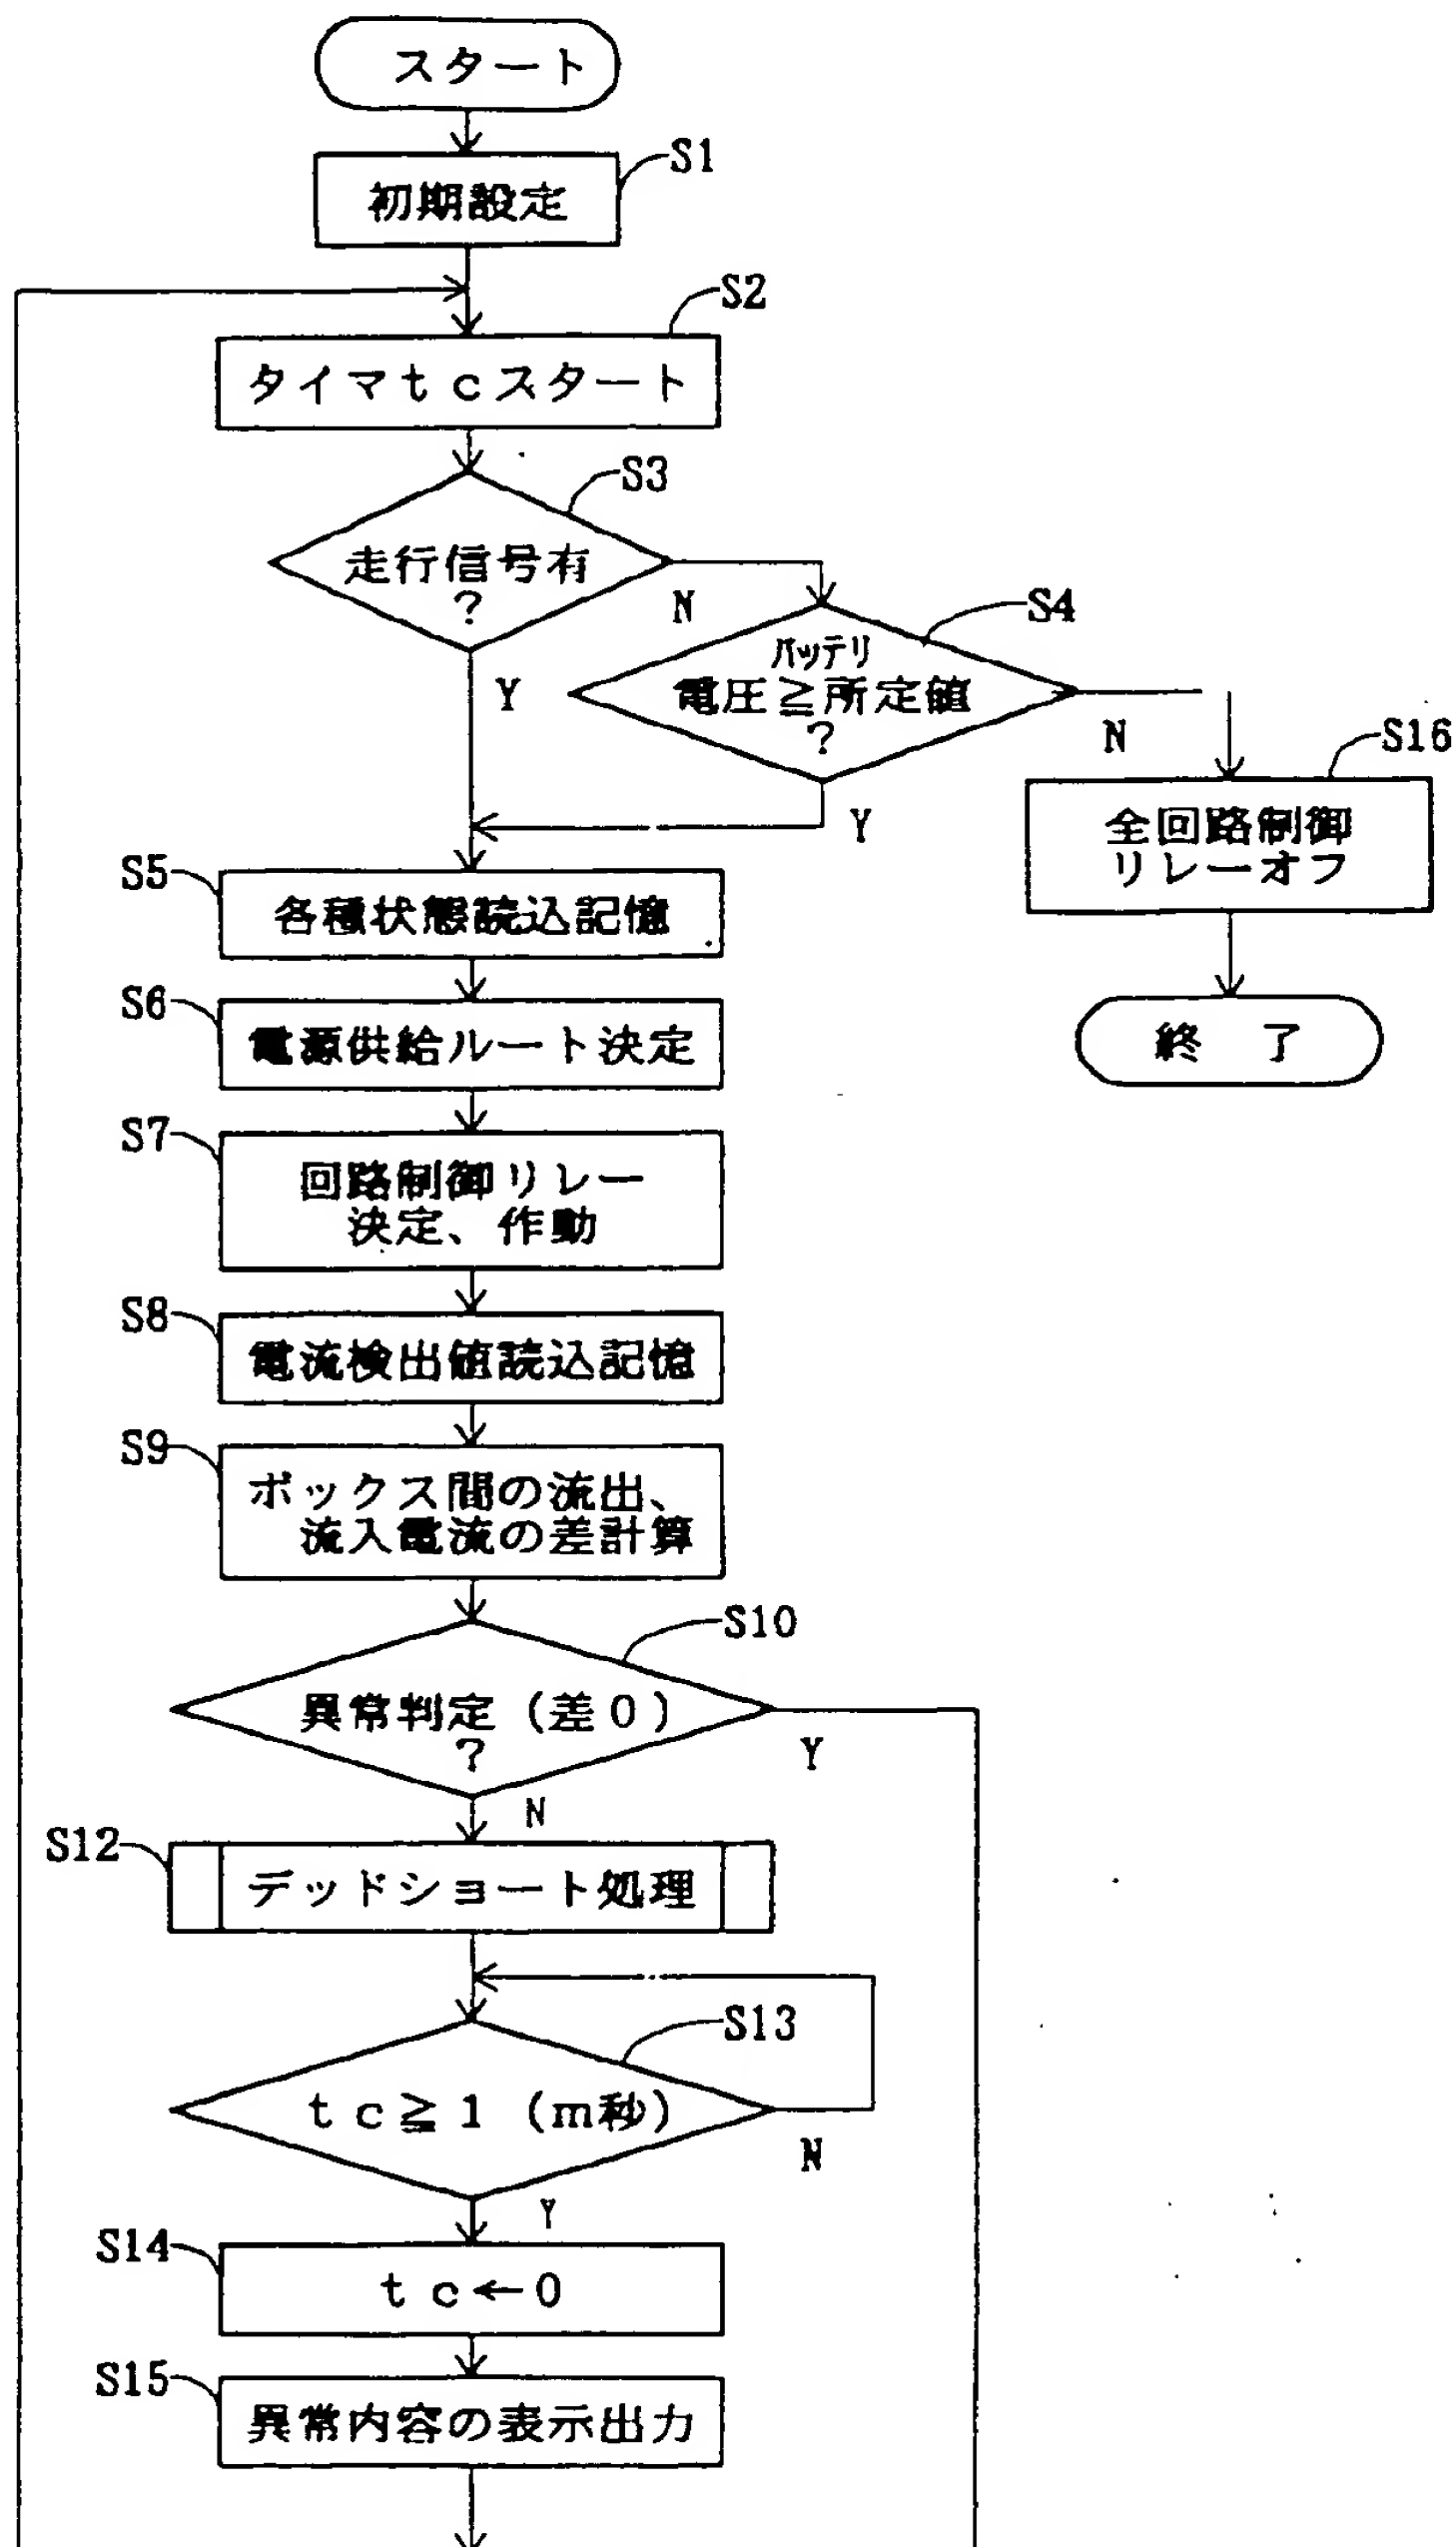 スタート
S1
初期設定
S2
タイマtcスタート
S3
走行信号有
?
N
Y
S4
バッテリ
電圧≧所定値
?
N
Y
S16
全回路制御
リレーオフ
終 了
S5
各種状態読込記憶
S6
電源供給ルート決定
S7
回路制御リレー
決定、作動
S8
電流検出値読込記憶
S9
ボックス間の流出、
流入電流の差計算
S10
異常判定(差0)
?
Y
N
S12
デッドショート処理
S13
tc≧1(m秒)
N
Y
S14
tc←0
S15
異常内容の表示出力